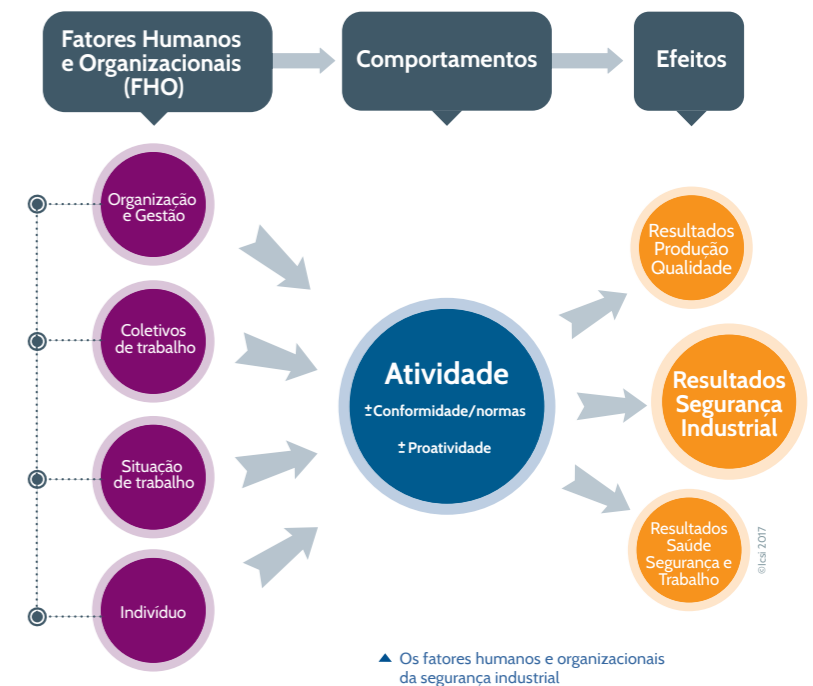 Fatores Humanos
e Organizacionais
(FHO)
Comportamentos
Efeitos
Organização
e Gestão
Coletivos
de trabalho
Situação
de trabalho
Indivíduo
Atividade
±Conformidade/normas
± Proatividade
Resultados
Produção
Qualidade
Resultados
Segurança
Industrial
Resultados
Saúde
Segurança e
Trabalho
©Icsi 2017
Os fatores humanos e organizacionais
da segurança industrial